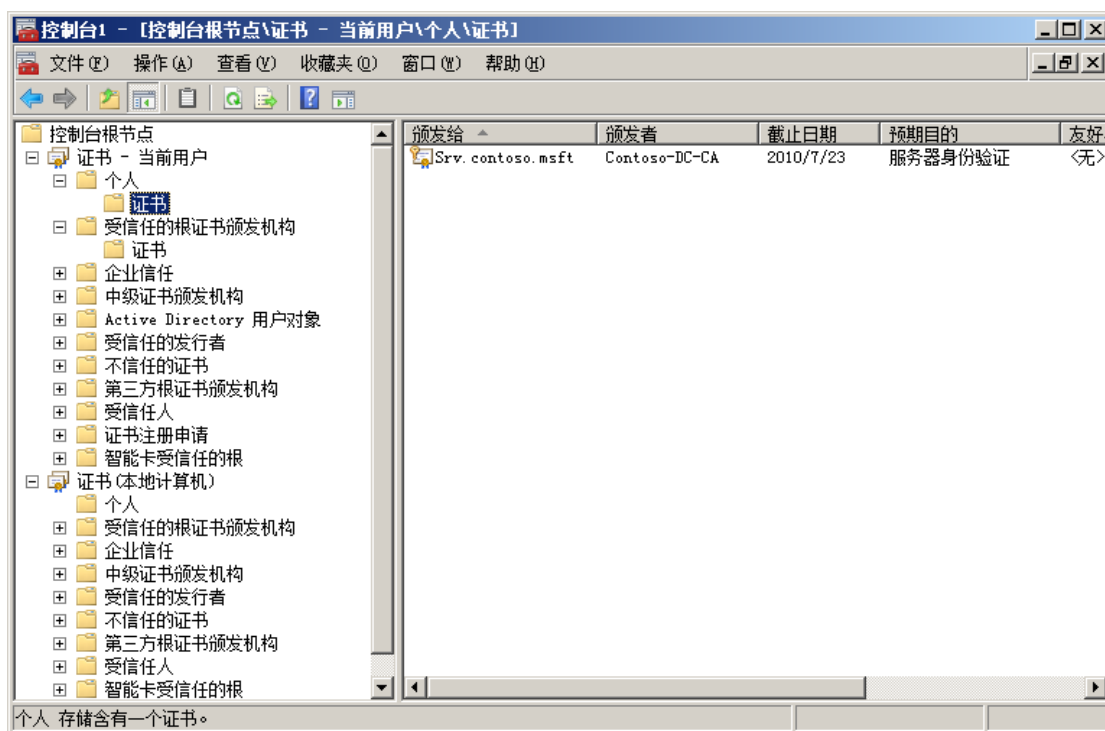 控制台1 - [控制台根节点\证书 - 当前用户\个人\证书]
文件(F) 操作(A) 查看(V) 收藏夹(O) 窗口(W) 帮助(H)
控制台根节点
证书 - 当前用户
个人
证书
受信任的根证书颁发机构
证书
企业信任
中级证书颁发机构
Active Directory 用户对象
受信任的发行者
不信任的证书
第三方根证书颁发机构
受信任人
证书注册申请
智能卡受信任的根
证书(本地计算机)
个人
受信任的根证书颁发机构
企业信任
中级证书颁发机构
受信任的发行者
不信任的证书
第三方根证书颁发机构
受信任人
智能卡受信任的根
颁发给 颁发者 截止日期 预期目的 友好
Srv.contoso.msft Contoso-DC-CA 2010/7/23 服务器身份验证 <无>
个人 存储含有一个证书。